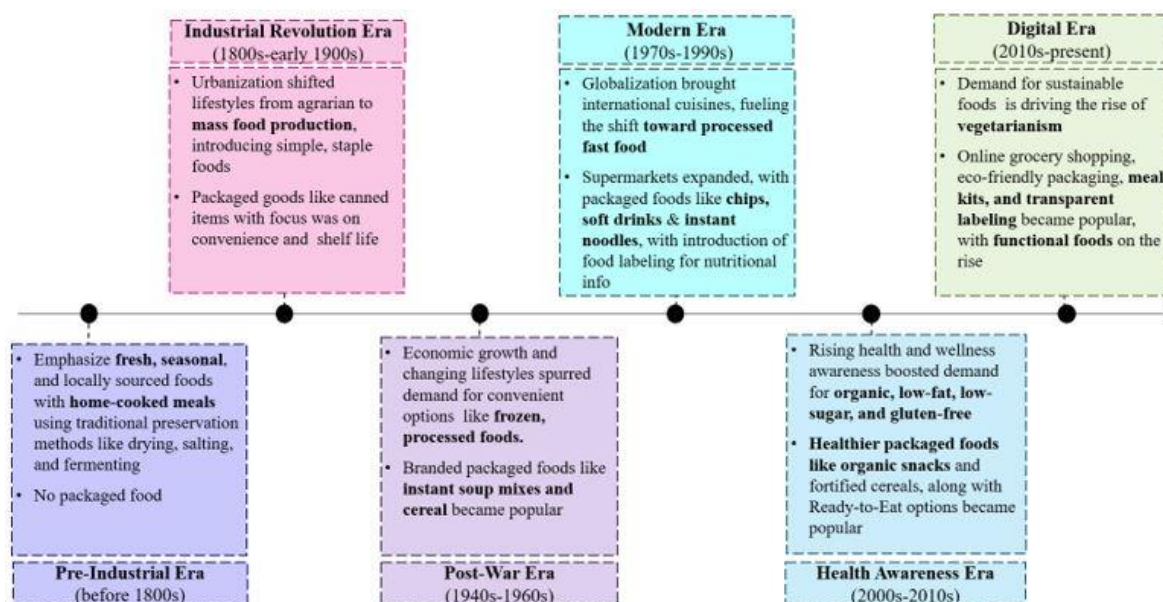 Industrial Revolution Era
(1800s-early 1900s)
• Urbanization shifted
lifestyles from agrarian to
mass food production,
introducing simple, staple
foods
• Packaged goods like canned
items with focus was on
convenience and shelf life
Modern Era
(1970s-1990s)
• Globalization brought
international cuisines, fueling
the shift toward processed
fast food
• Supermarkets expanded, with
packaged foods like chips,
soft drinks & instant
noodles, with introduction of
food labeling for nutritional
info
Digital Era
(2010s-present)
• Demand for sustainable
foods is driving the rise of
vegetarianism
• Online grocery shopping,
eco-friendly packaging, meal
kits, and transparent
labeling became popular,
with functional foods on the
rise
• Emphasize fresh, seasonal,
and locally sourced foods
with home-cooked meals
using traditional preservation
methods like drying, salting,
and fermenting
• No packaged food
Pre-Industrial Era
(before 1800s)
• Economic growth and
changing lifestyles spurred
demand for convenient
options like frozen,
processed foods.
• Branded packaged foods like
instant soup mixes and
cereal became popular
Post-War Era
(1940s-1960s)
• Rising health and wellness
awareness boosted demand
for organic, low-fat, low-
sugar, and gluten-free
• Healthier packaged foods
like organic snacks and
fortified cereals, along with
Ready-to-Eat options became
popular
Health Awareness Era
(2000s-2010s)